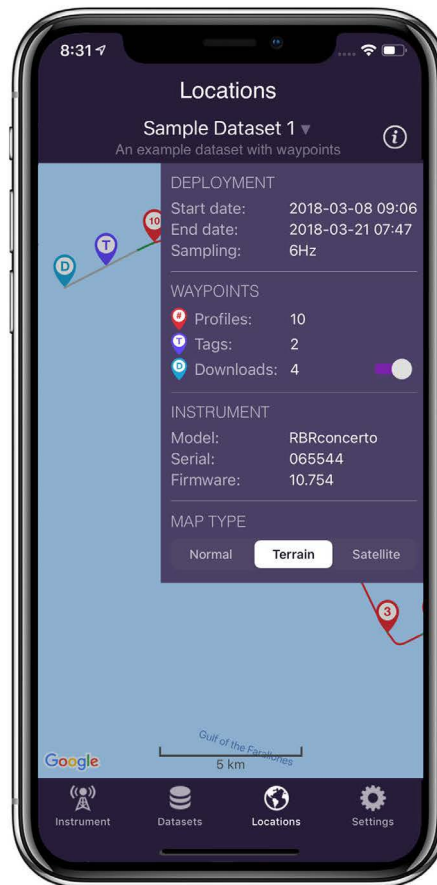 8:31
Locations
Sample Dataset 1
An example dataset with waypoints
i
DEPLOYMENT
Start date: 2018-03-08 09:06
End date: 2018-03-21 07:47
Sampling: 6Hz
WAYPOINTS
# Profiles: 10
T Tags: 2
D Downloads: 4
INSTRUMENT
Model: RBRconcerto
Serial: 065544
Firmware: 10.754
MAP TYPE
Normal Terrain Satellite
D T 10
3
Gulf of the Farallones
Google
5 km
Instrument Datasets Locations Settings